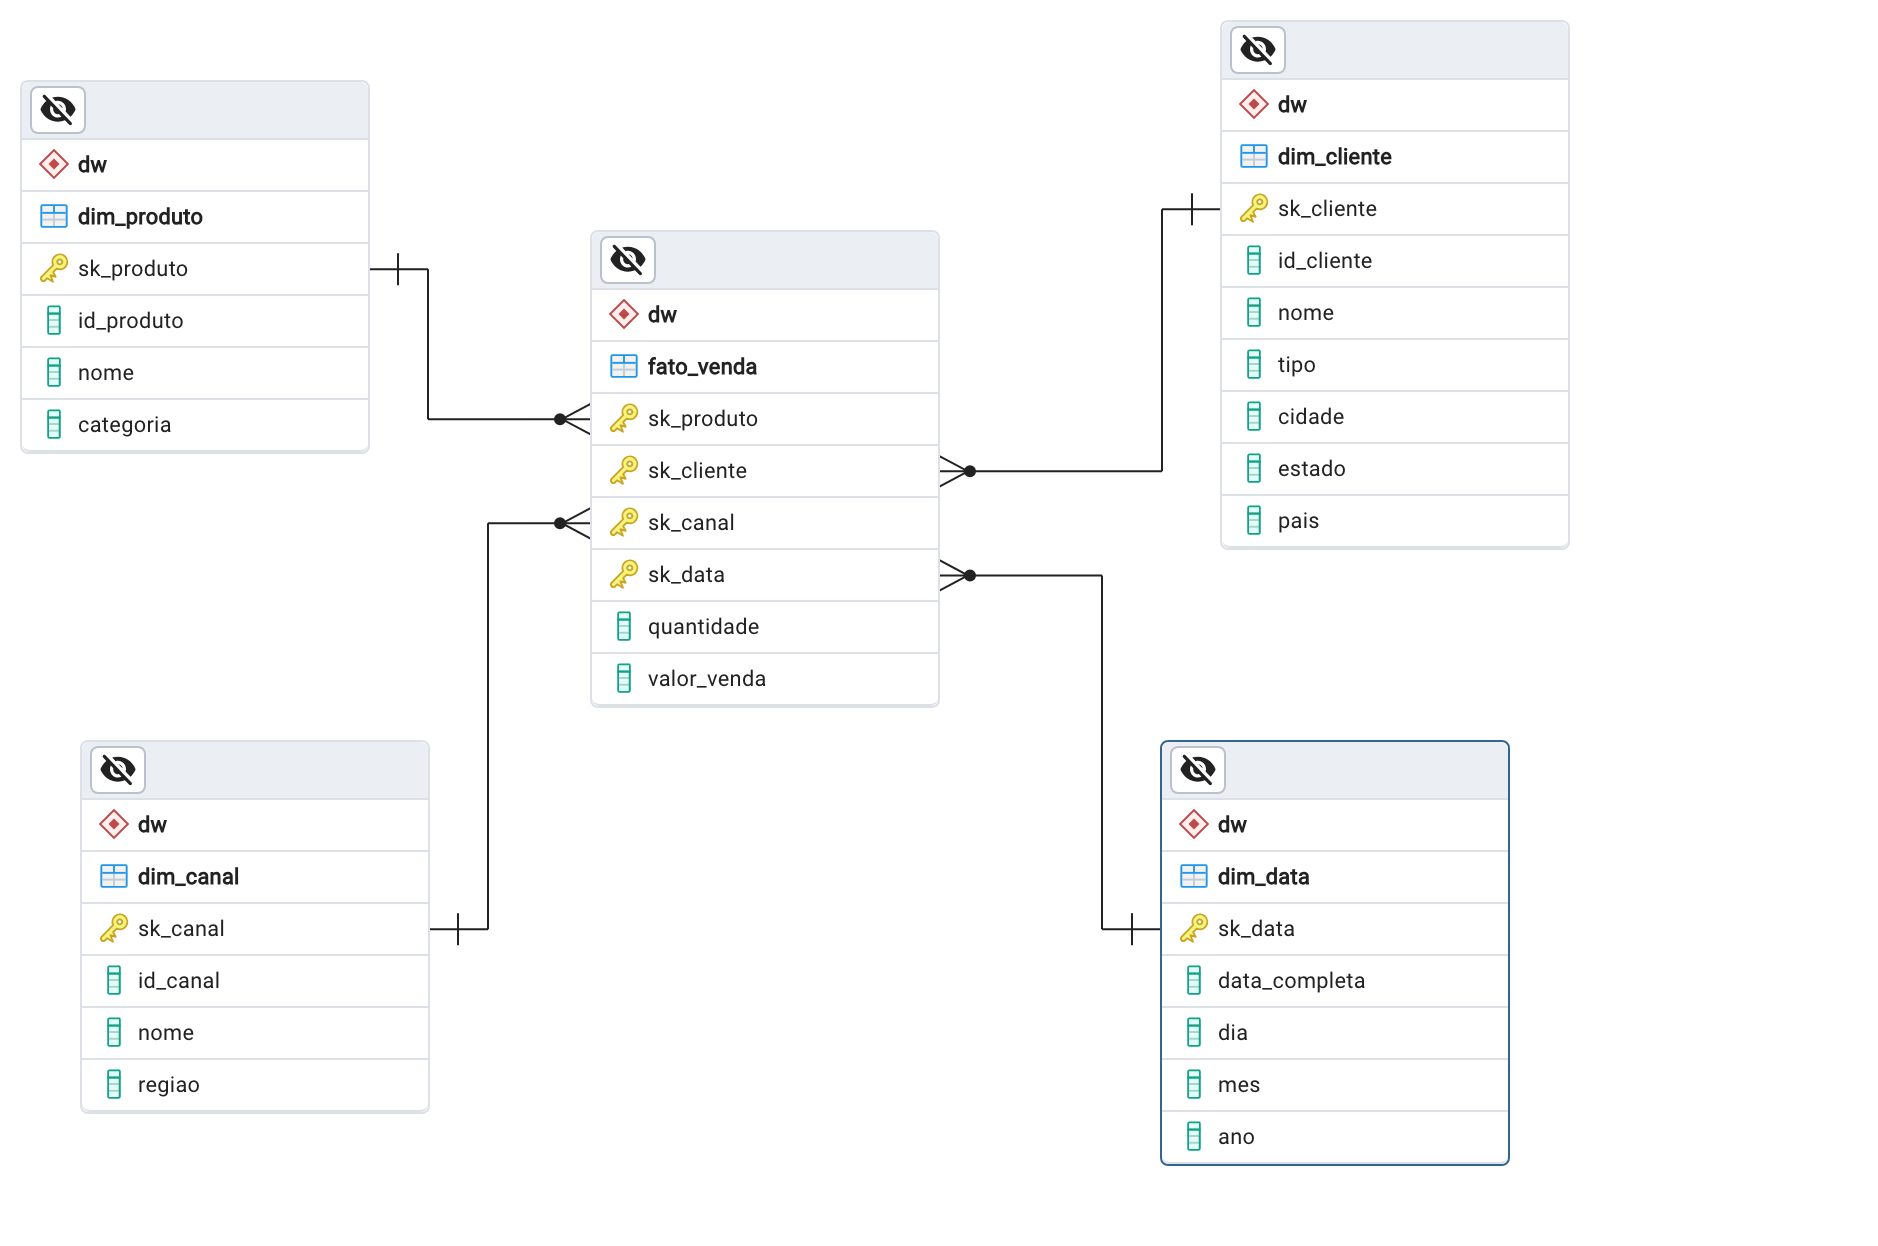 dw
dim_produto
sk_produto
id_produto
nome
categoria
dw
fato_venda
sk_produto
sk_cliente
sk_canal
sk_data
quantidade
valor_venda
dw
dim_cliente
sk_cliente
id_cliente
nome
tipo
cidade
estado
pais
dw
dim_canal
sk_canal
id_canal
nome
regiao
dw
dim_data
sk_data
data_completa
dia
mes
ano